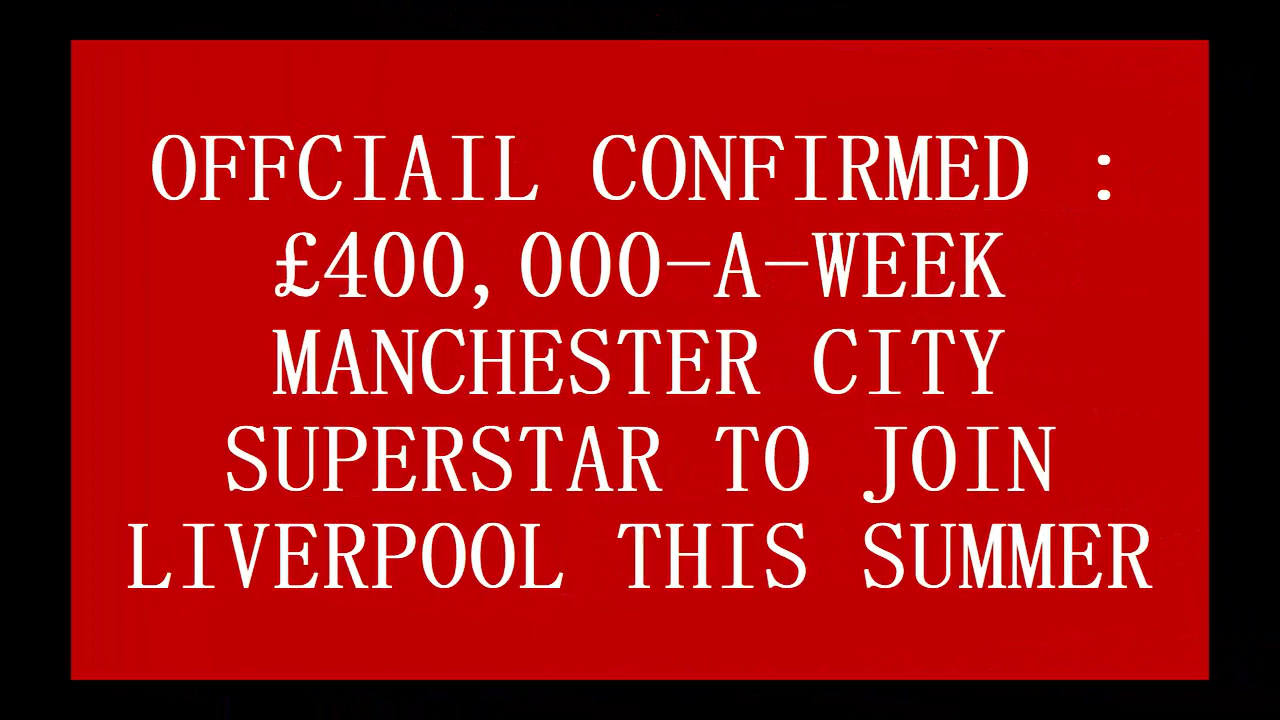 OFFCIAIL CONFIRMED :
£400,000-A-WEEK
MANCHESTER CITY
SUPERSTAR TO JOIN
LIVERPOOL THIS SUMMER